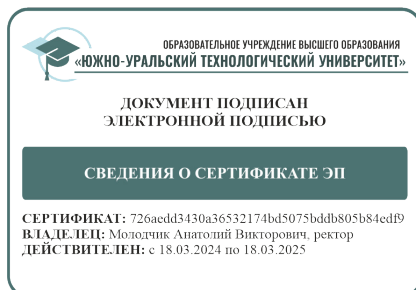 ОБРАЗОВАТЕЛЬНОЕ УЧРЕЖДЕНИЕ ВЫСШЕГО ОБРАЗОВАНИЯ
«ЮЖНО-УРАЛЬСКИЙ ТЕХНОЛОГИЧЕСКИЙ УНИВЕРСИТЕТ»
ДОКУМЕНТ ПОДПИСАН
ЭЛЕКТРОННОЙ ПОДПИСЬЮ
СВЕДЕНИЯ О СЕРТИФИКАТЕ ЭП
СЕРТИФИКАТ: 726aedd3430a36532174bd5075bddb805b84edf9
ВЛАДЕЛЕЦ: Молодчик Анатолий Викторович, ректор
ДЕЙСТВИТЕЛЕН: с 18.03.2024 по 18.03.2025